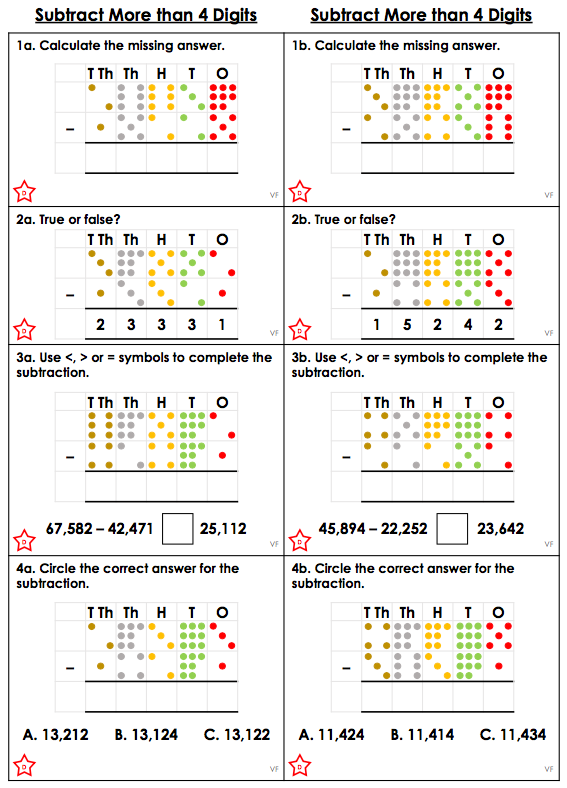 Subtract More than 4 Digits
Subtract More than 4 Digits
1a. Calculate the missing answer.
T Th Th H T O
–
D
VF
1b. Calculate the missing answer.
T Th Th H T O
–
D
VF
2a. True or false?
T Th Th H T O
–
2 3 3 3 1
D
VF
2b. True or false?
T Th Th H T O
–
1 5 2 4 2
D
VF
3a. Use <, > or = symbols to complete the
subtraction.
T Th Th H T O
–
67,582 – 42,471 25,112
D
VF
3b. Use <, > or = symbols to complete the
subtraction.
T Th Th H T O
–
45,894 – 22,252 23,642
D
VF
4a. Circle the correct answer for the
subtraction.
T Th Th H T O
–
A. 13,212 B. 13,124 C. 13,122
D
VF
4b. Circle the correct answer for the
subtraction.
T Th Th H T O
–
A. 11,424 B. 11,414 C. 11,434
D
VF